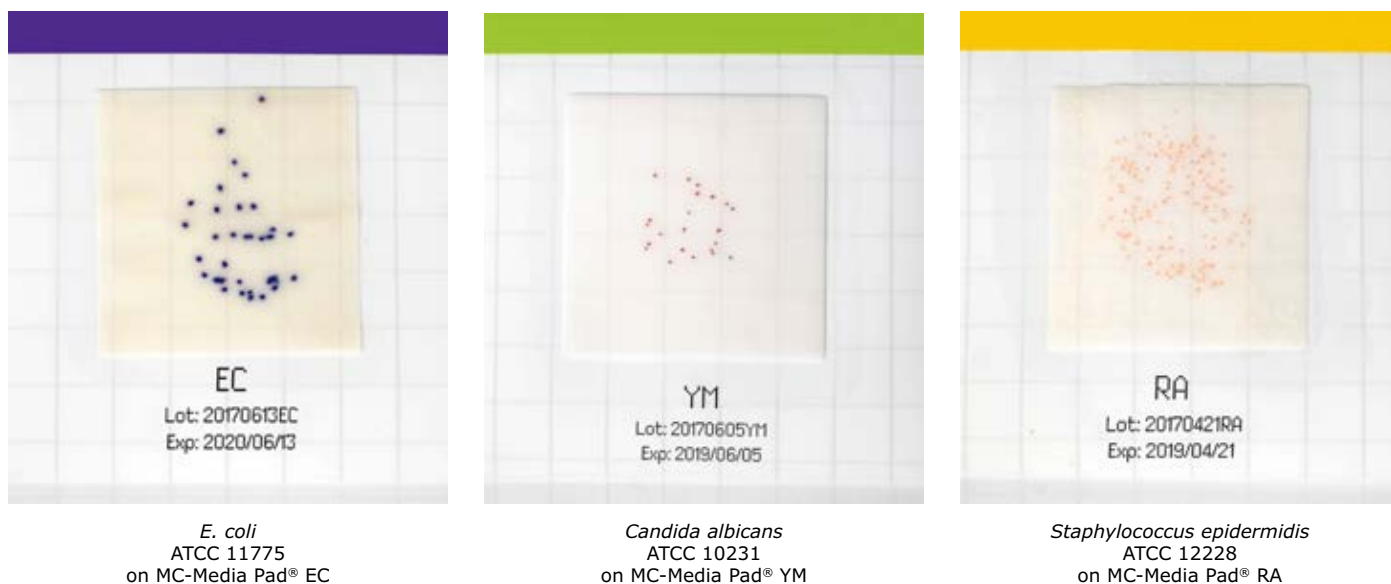 EC
Lot: 20170613EC
Exp: 2020/06/13
E. coli
ATCC 11775
on MC-Media Pad® EC
YM
Lot: 20170605YM
Exp: 2019/06/05
Candida albicans
ATCC 10231
on MC-Media Pad® YM
RA
Lot: 20170421RA
Exp: 2019/04/21
Staphylococcus epidermidis
ATCC 12228
on MC-Media Pad® RA